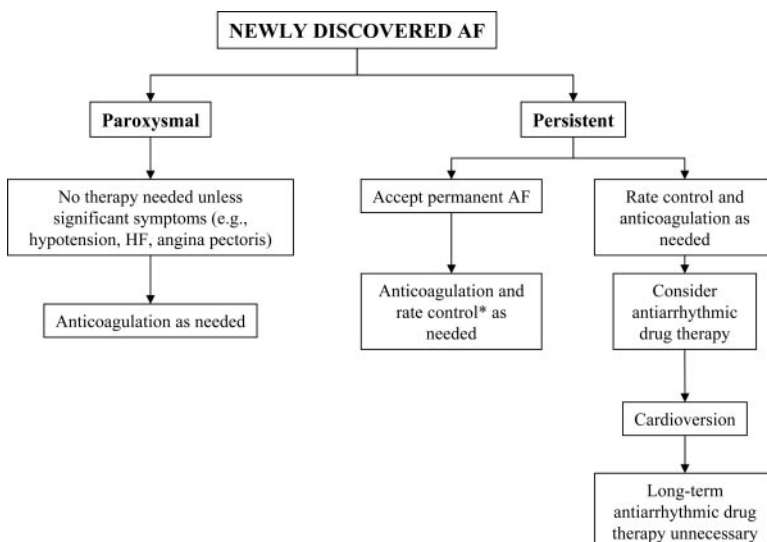 NEWLY DISCOVERED AF
Paroxysmal
Persistent
No therapy needed unless
significant symptoms (e.g.,
hypotension, HF, angina pectoris)
Accept permanent AF
Rate control and
anticoagulation as
needed
Anticoagulation as needed
Anticoagulation and
rate control* as
needed
Consider
antiarrhythmic
drug therapy
Cardioversion
Long-term
antiarrhythmic drug
therapy unnecessary